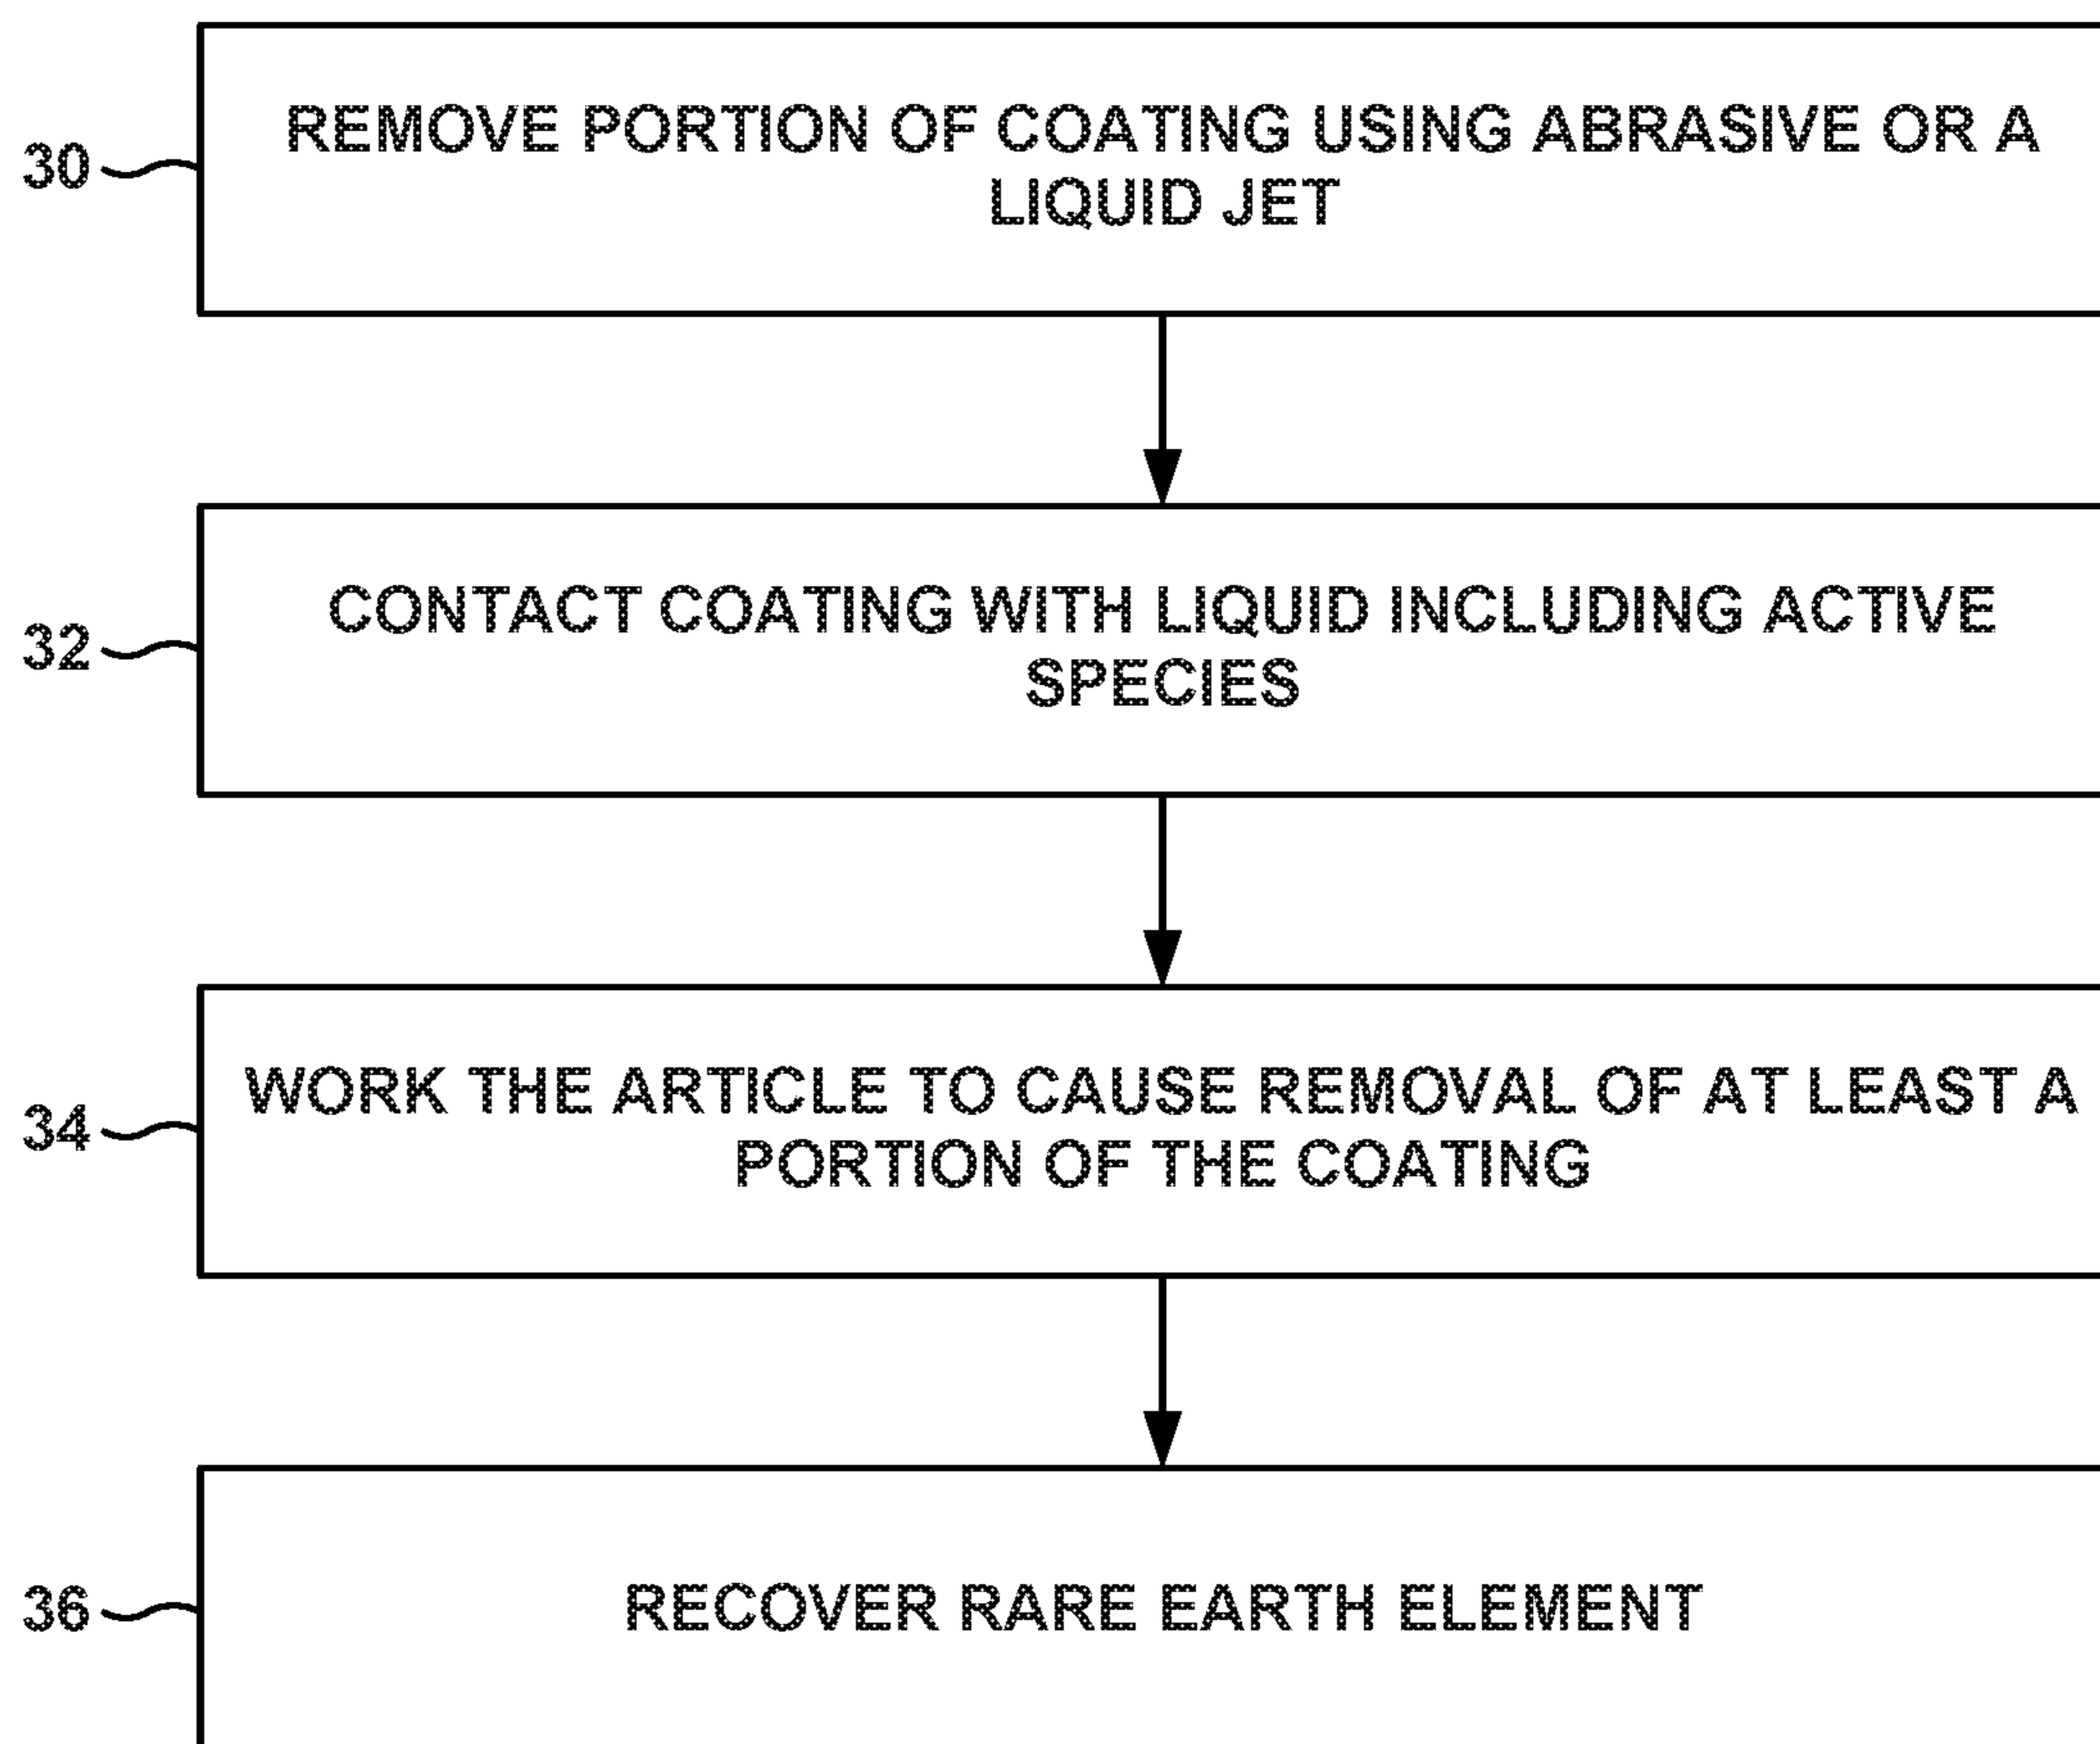 30
REMOVE PORTION OF COATING USING ABRASIVE OR A
LIQUID JET
32
CONTACT COATING WITH LIQUID INCLUDING ACTIVE
SPECIES
34
WORK THE ARTICLE TO CAUSE REMOVAL OF AT LEAST A
PORTION OF THE COATING
36
RECOVER RARE EARTH ELEMENT